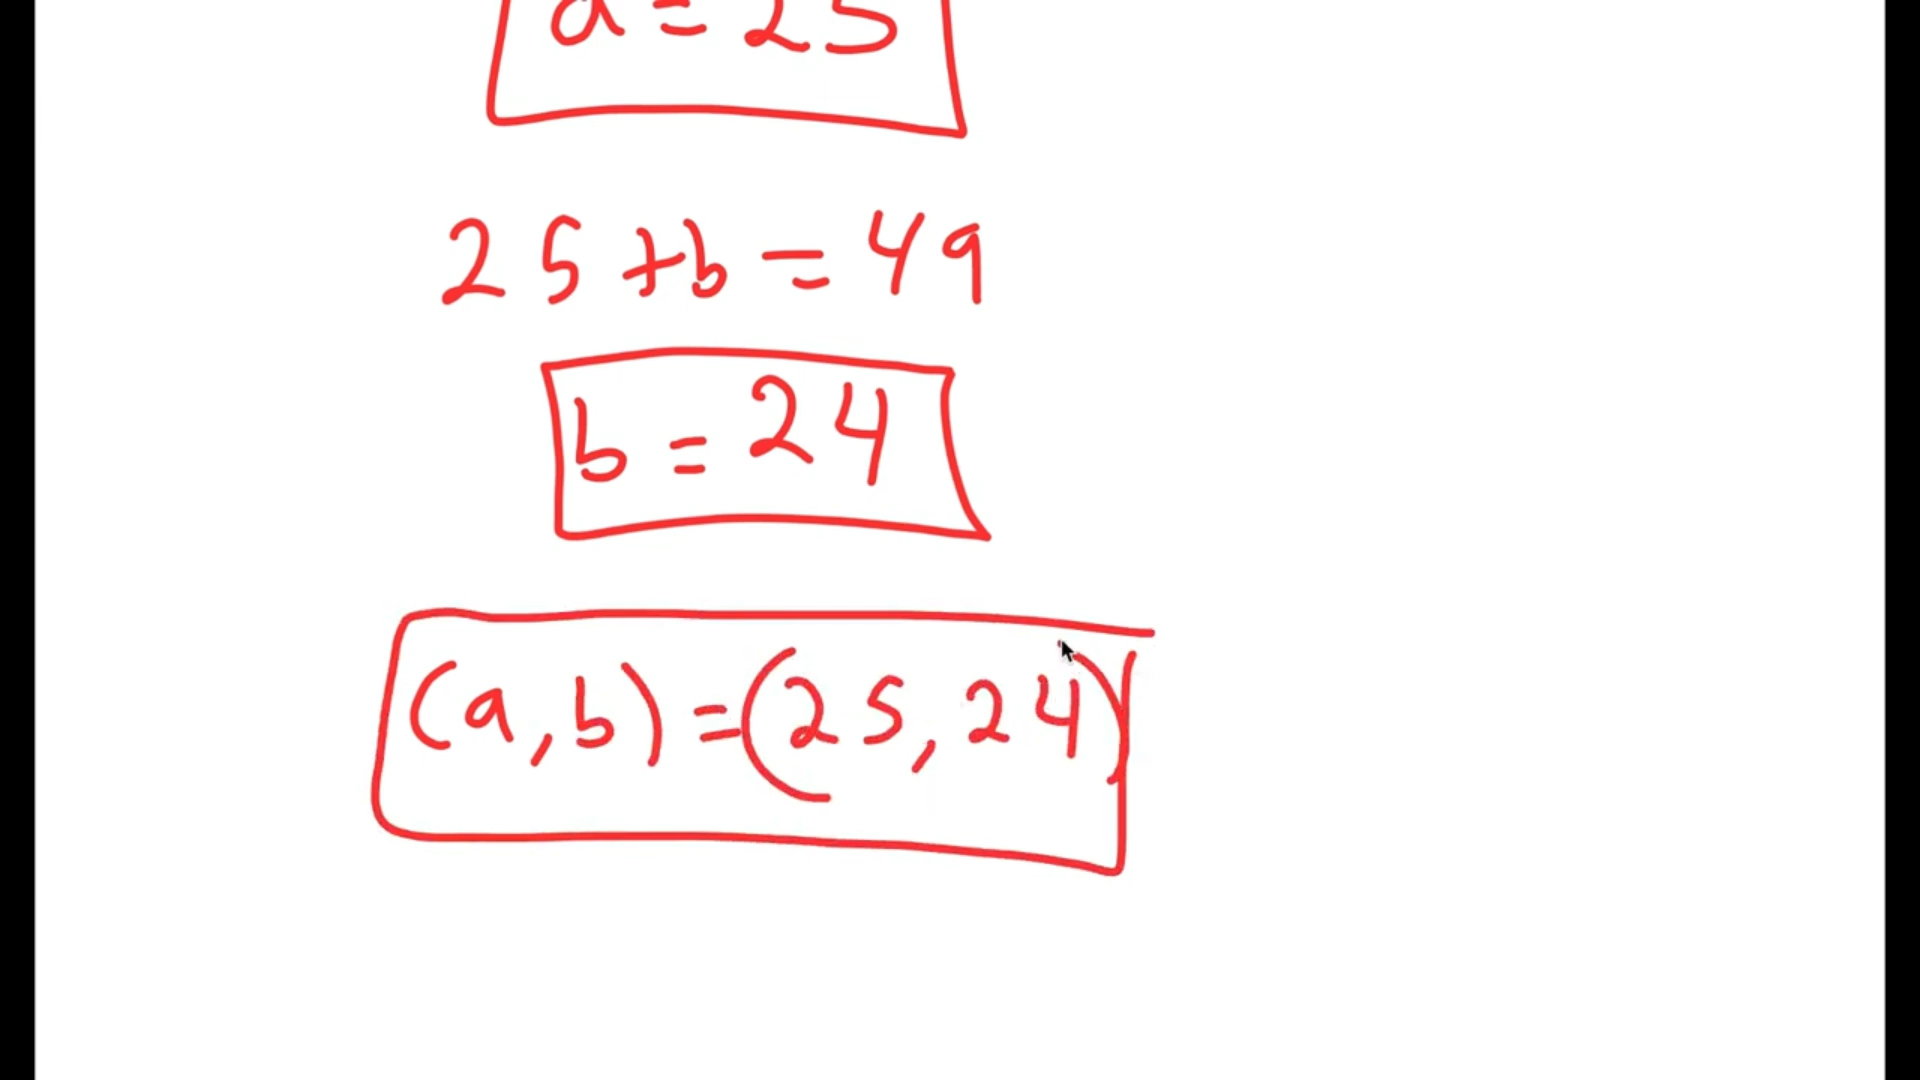 a = 25
25 + b = 49
b = 24
(a, b) = (25, 24)